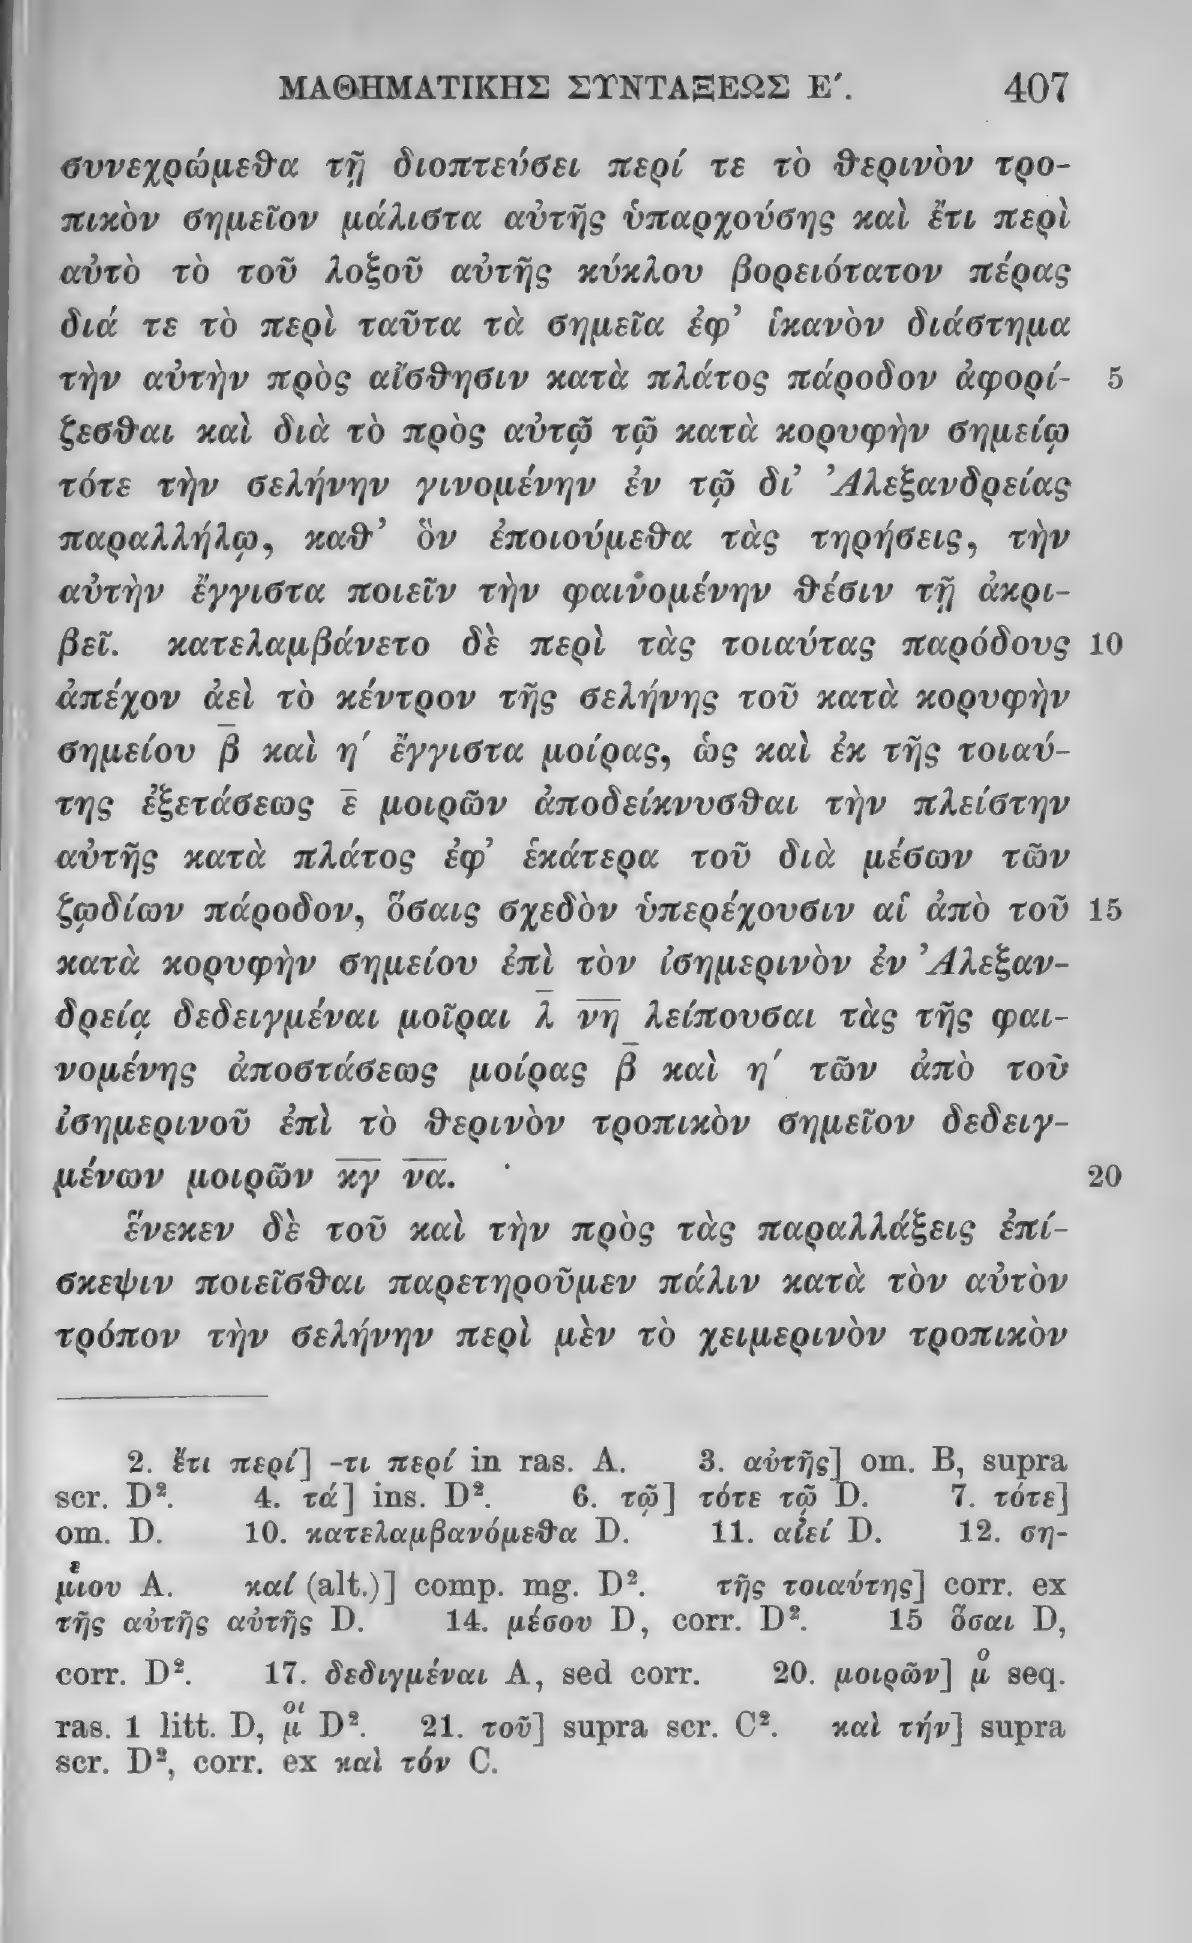 ΜΑΘΗΜΑΤΙΚΗΣ ΣΥΝΤΑΞΕΩΣ Ε΄. 407
συνεχρώμεθα τῇ διοπτεύσει περί τε τὸ θερινὸν τρο-
πικὸν σημεῖον μάλιστα αὐτῆς ὑπαρχούσης καὶ ἔτι περὶ
αὐτὸ τὸ τοῦ λοξοῦ αὐτῆς κύκλου βορειότατον πέρας
διά τε τὸ περὶ ταῦτα τὰ σημεῖα ἐφ’ ἱκανὸν διάστημα
τὴν αὐτὴν πρὸς αἴσθησιν κατὰ πλάτος πάροδον ἀφορί- 5
ζεσθαι καὶ διὰ τὸ πρὸς αὐτῷ τῷ κατὰ κορυφὴν σημείῳ
τότε τὴν σελήνην γινομένην ἐν τῷ δι’ Ἀλεξανδρείας
παραλλήλῳ, καθ’ ὃν ἐποιούμεθα τὰς τηρήσεις, τὴν
αὐτὴν ἔγγιστα ποιεῖν τὴν φαινομένην θέσιν τῇ ἀκρι-
βεῖ. κατελαμβάνετο δὲ περὶ τὰς τοιαύτας παρόδους 10
ἀπέχον ἀεὶ τὸ κέντρον τῆς σελήνης τοῦ κατὰ κορυφὴν
σημείου β̅ καὶ η′ ἔγγιστα μοίρας, ὡς καὶ ἐκ τῆς τοιαύ-
της ἐξετάσεως ε̅ μοιρῶν ἀποδείκνυσθαι τὴν πλείστην
αὐτῆς κατὰ πλάτος ἐφ’ ἑκάτερα τοῦ διὰ μέσων τῶν
ζῳδίων πάροδον, ὅσαις σχεδὸν ὑπερέχουσιν αἱ ἀπὸ τοῦ 15
κατὰ κορυφὴν σημείου ἐπὶ τὸν ἰσημερινὸν ἐν Ἀλεξαν-
δρείᾳ δεδειγμέναι μοῖραι λ̅ ν̅η̅ λείπουσαι τὰς τῆς φαι-
νομένης ἀποστάσεως μοίρας β̅ καὶ η′ τῶν ἀπὸ τοῦ
ἰσημερινοῦ ἐπὶ τὸ θερινὸν τροπικὸν σημεῖον δεδειγ-
μένων μοιρῶν κ̅γ̅ ν̅α̅. 20
ἕνεκεν δὲ τοῦ καὶ τὴν πρὸς τὰς παραλλάξεις ἐπί-
σκεψιν ποιεῖσθαι παρετηροῦμεν πάλιν κατὰ τὸν αὐτὸν
τρόπον τὴν σελήνην περὶ μὲν τὸ χειμερινὸν τροπικὸν
2. ἔτι περί] -τι περί in ras. A. 3. αὐτῆς] om. B, supra
scr. D². 4. τά] ins. D². 6. τῷ] τότε τῷ D. 7. τότε]
om. D. 10. κατελαμβανόμεθα D. 11. αἰεί D. 12. ση-
μιο̇υ A. καί (alt.)] comp. mg. D². τῆς τοιαύτης] corr. ex
τῆς αὐτῆς αὐτῆς D. 14. μέσου D, corr. D². 15 ὅσαι D,
corr. D². 17. δεδιγμέναι A, sed corr. 20. μοιρῶν] μ̊ seq.
ras. 1 litt. D, μ^οι D². 21. τοῦ] supra scr. C². καὶ τήν] supra
scr. D², corr. ex καὶ τόν C.